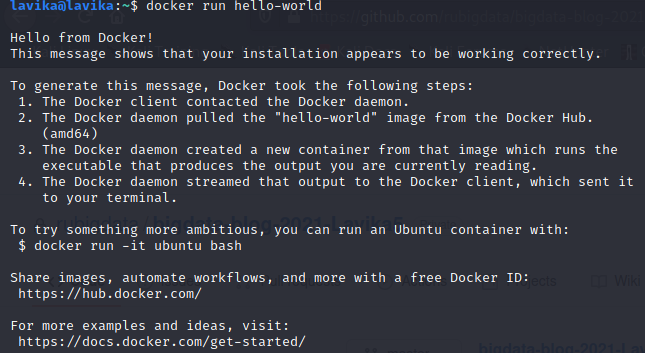 lavika@lavika:~$ docker run hello-world
Hello from Docker!
This message shows that your installation appears to be working correctly.
To generate this message, Docker took the following steps:
1. The Docker client contacted the Docker daemon.
2. The Docker daemon pulled the "hello-world" image from the Docker Hub.
(amd64)
3. The Docker daemon created a new container from that image which runs the
executable that produces the output you are currently reading.
4. The Docker daemon streamed that output to the Docker client, which sent it
to your terminal.
To try something more ambitious, you can run an Ubuntu container with:
$ docker run -it ubuntu bash
Share images, automate workflows, and more with a free Docker ID:
https://hub.docker.com/
For more examples and ideas, visit:
https://docs.docker.com/get-started/